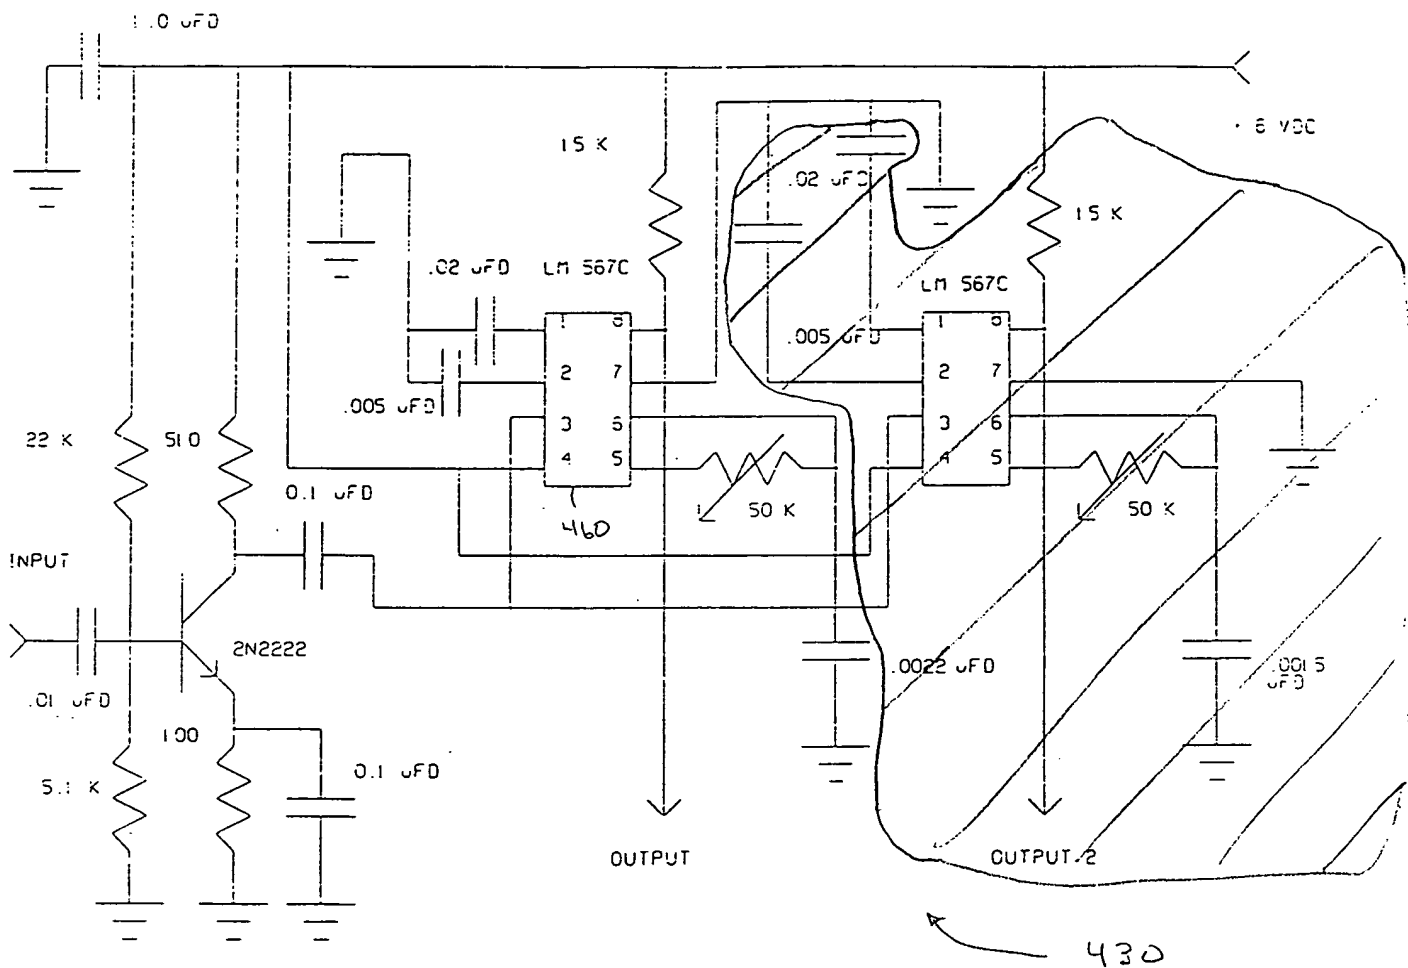 1.0 uFD
+ 6 VDC
15 K
.02 uFD
15 K
.02 uFD
LM 567C
LM 567C
1 8
1 8
.005 uFD
2 7
2 7
.005 uFD
3 6
3 6
22 K
510
4 5
4 5
0.1 uFD
50 K
50 K
460
INPUT
2N2222
.0022 uFD
.0015
uFD
.01 uFD
100
0.1 uFD
5.1 K
OUTPUT
OUTPUT 2
430